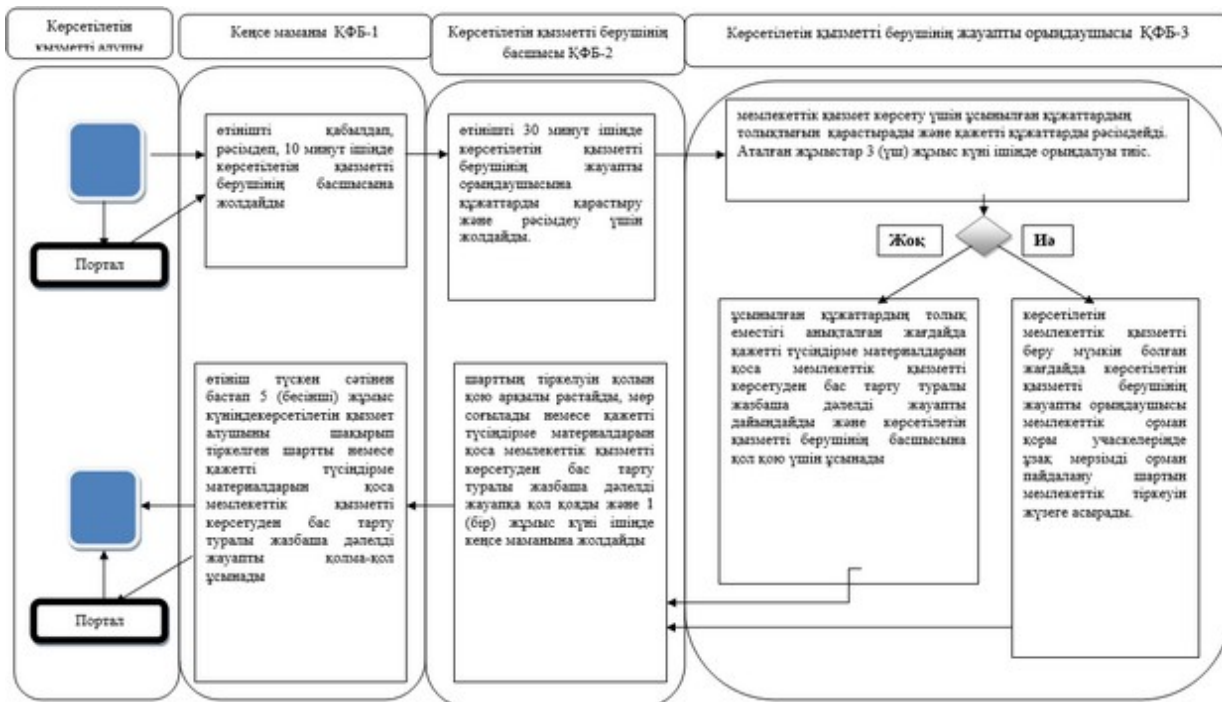 Көрсетілетін
қызметті алушы
Кеңсе маманы ҚФБ-1
Көрсетілетін қызметті берушінің
басшысы ҚФБ-2
Көрсетілетін қызметті берушінің жауапты орындаушысы ҚФБ-3
Портал
өтінішті қабылдап,
рәсімдеп, 10 минут ішінде
көрсетілетін қызметті
берушінің басшысына
жолдайды
өтінішті 30 минут ішінде
көрсетілетін қызметті
берушінің жауапты
орындаушысына
құжаттарды қарастыру
және рәсімдеу үшін
жолдайды.
мемлекеттік қызмет көрсету үшін ұсынылған құжаттардың
толықтығын қарастырады және қажетті құжаттарды рәсімдейді.
Аталған жұмыстар 3 (үш) жұмыс күні ішінде орындалуы тиіс.
Жоқ
Иә
ұсынылған құжаттардың толық
еместігі анықталған жағдайда
қажетті түсіндірме материалдарын
қоса мемлекеттік қызметті
көрсетуден бас тарту туралы
жазбаша дәлелді жауапты
дайындайды және көрсетілетін
қызметті берушінің басшысына
қол қою үшін ұсынады
көрсетілетін
мемлекеттік қызметті
беру мүмкін болған
жағдайда көрсетілетін
қызметті берушінің
жауапты орындаушысы
мемлекеттік орман
қоры учаскелерінде
ұзақ мерзімді орман
пайдалану шартын
мемлекеттік тіркеуін
жүзеге асырады.
шарттың тіркелуін қолын
қою арқылы растайды, мөр
соғылады немесе қажетті
түсіндірме материалдарын
қоса мемлекеттік қызметті
көрсетуден бас тарту
туралы жазбаша дәлелді
жауапқа қол қояды және 1
(бір) жұмыс күні ішінде
кеңсе маманына жолдайды
өтініш түскен сәтінен
бастап 5 (бесінші) жұмыс
күніндекөрсетілетін қызмет
алушыны шақырып
тіркелген шартты немесе
қажетті түсіндірме
материалдарын қоса
мемлекеттік қызметті
көрсетуден бас тарту
туралы жазбаша дәлелді
жауапты қолма-қол
ұсынады
Портал